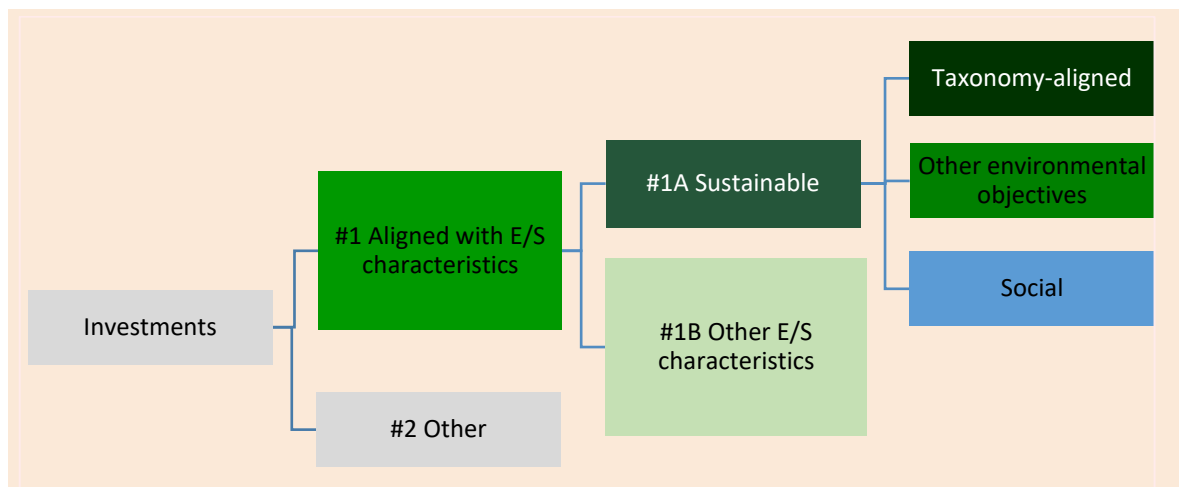 Taxonomy-aligned
#1A Sustainable
Other environmental
objectives
#1 Aligned with E/S
characteristics
Social
Investments
#1B Other E/S
characteristics
#2 Other